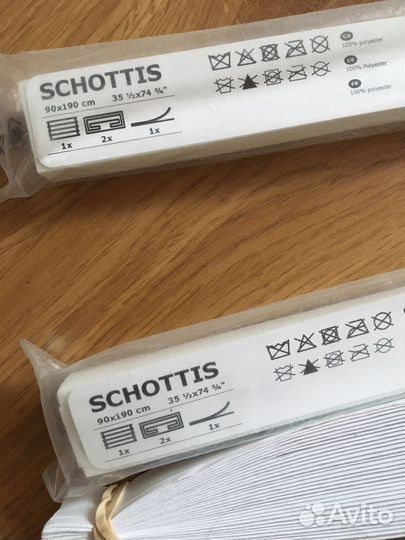 SCHOTTIS
90x190 cm 35 ½x74 ¾"
1x 2x 1x
GB
100% polyester
DE
100% Polyester
FR
100% polyester
SCHOTTIS
90x190 cm 35 ½x74 ¾"
1x 2x 1x
Avito